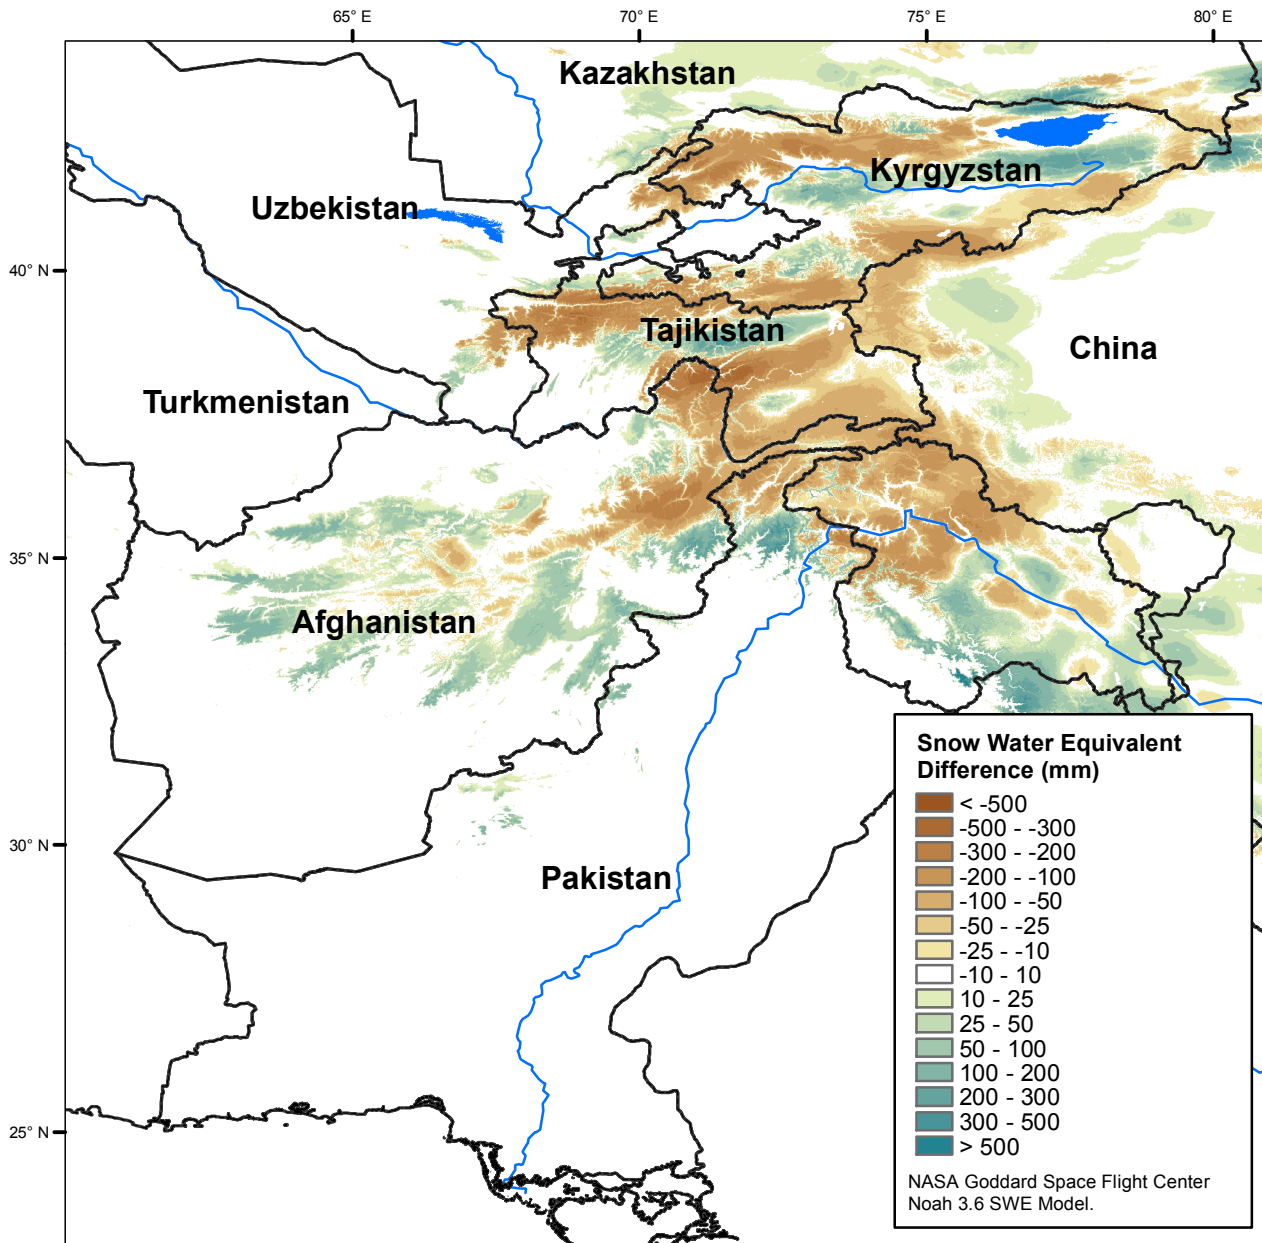 65° E
70° E
75° E
80° E
Kazakhstan
Kyrgyzstan
Uzbekistan
40° N
Tajikistan
China
Turkmenistan
35° N
Afghanistan
30° N
Pakistan
25° N
Snow Water Equivalent
Difference (mm)
< -500
-500 - -300
-300 - -200
-200 - -100
-100 - -50
-50 - -25
-25 - -10
-10 - 10
10 - 25
25 - 50
50 - 100
100 - 200
200 - 300
300 - 500
> 500
NASA Goddard Space Flight Center
Noah 3.6 SWE Model.